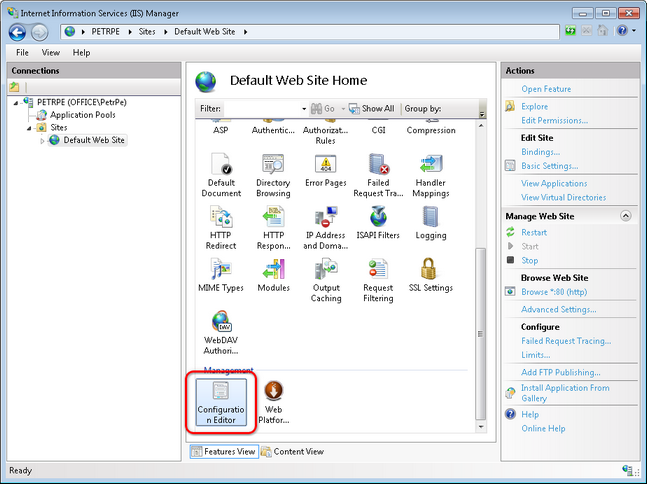 Internet Information Services (IIS) Manager
PETRPE Sites Default Web Site
File View Help
Connections
PETRPE (OFFICE\PetrPe)
Application Pools
Sites
Default Web Site
Default Web Site Home
Filter: Go Show All Group by:
ASP Authentic... Authorizat... Rules CGI Compression
Default Document Directory Browsing Error Pages Failed Request Tra... Handler Mappings
HTTP Redirect HTTP Respon... IP Address and Doma... ISAPI Filters Logging
MIME Types Modules Output Caching Request Filtering SSL Settings
WebDAV Authori...
DAV
404
Management
Configuratio n Editor Web Platfor...
Features View Content View
Actions
Open Feature
Explore
Edit Permissions...
Edit Site
Bindings...
Basic Settings...
View Applications
View Virtual Directories
Manage Web Site
Restart
Start
Stop
Browse Web Site
Browse *:80 (http)
Advanced Settings...
Configure
Failed Request Tracing...
Limits...
Add FTP Publishing...
Install Application From
Gallery
Help
Online Help
Ready